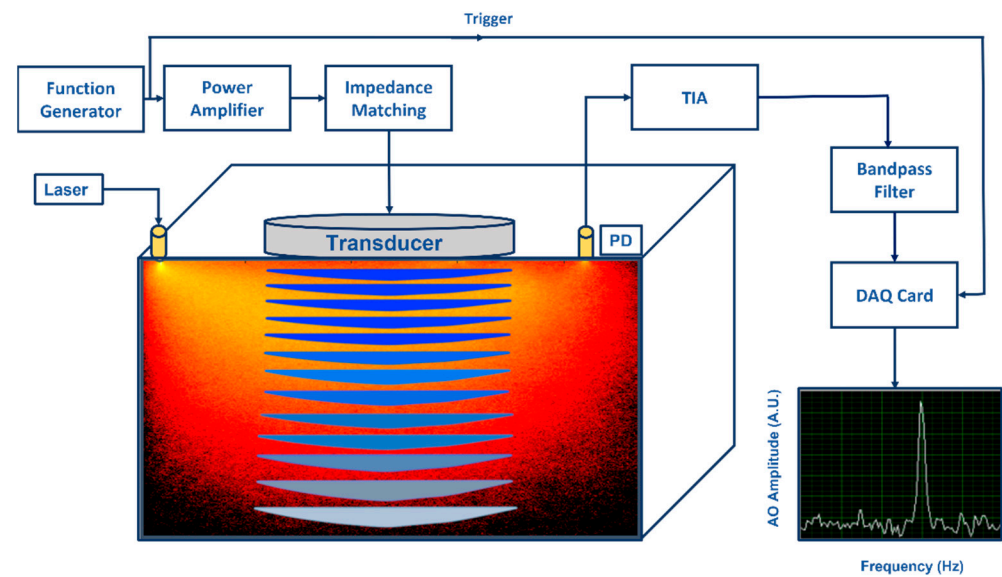 Trigger
Function
Generator
Power
Amplifier
Impedance
Matching
TIA
Bandpass
Filter
Laser
Transducer
PD
DAQ Card
AO Amplitude (A.U.)
Frequency (Hz)